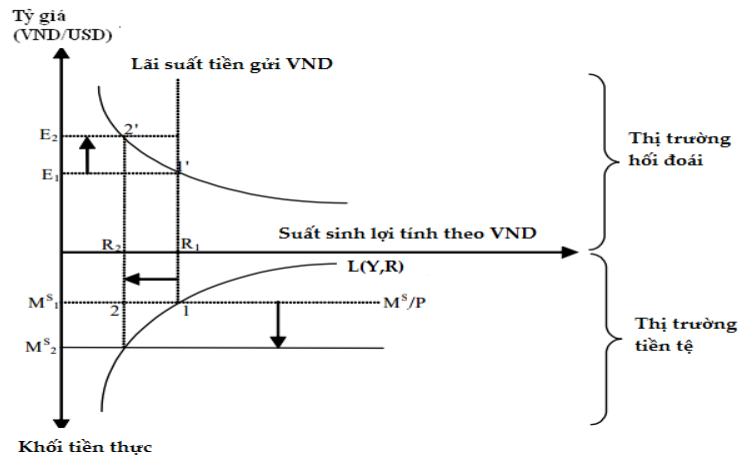 Tỷ giá
(VND/USD)
Lãi suất tiền gửi VND
E₂
2'
E₁
1'
Thị trường
hối đoái
R₂
R₁
Suất sinh lợi tính theo VND
L(Y,R)
Mˢ₁
2
1
Mˢ/P
Mˢ₂
Thị trường
tiền tệ
Khối tiền thực